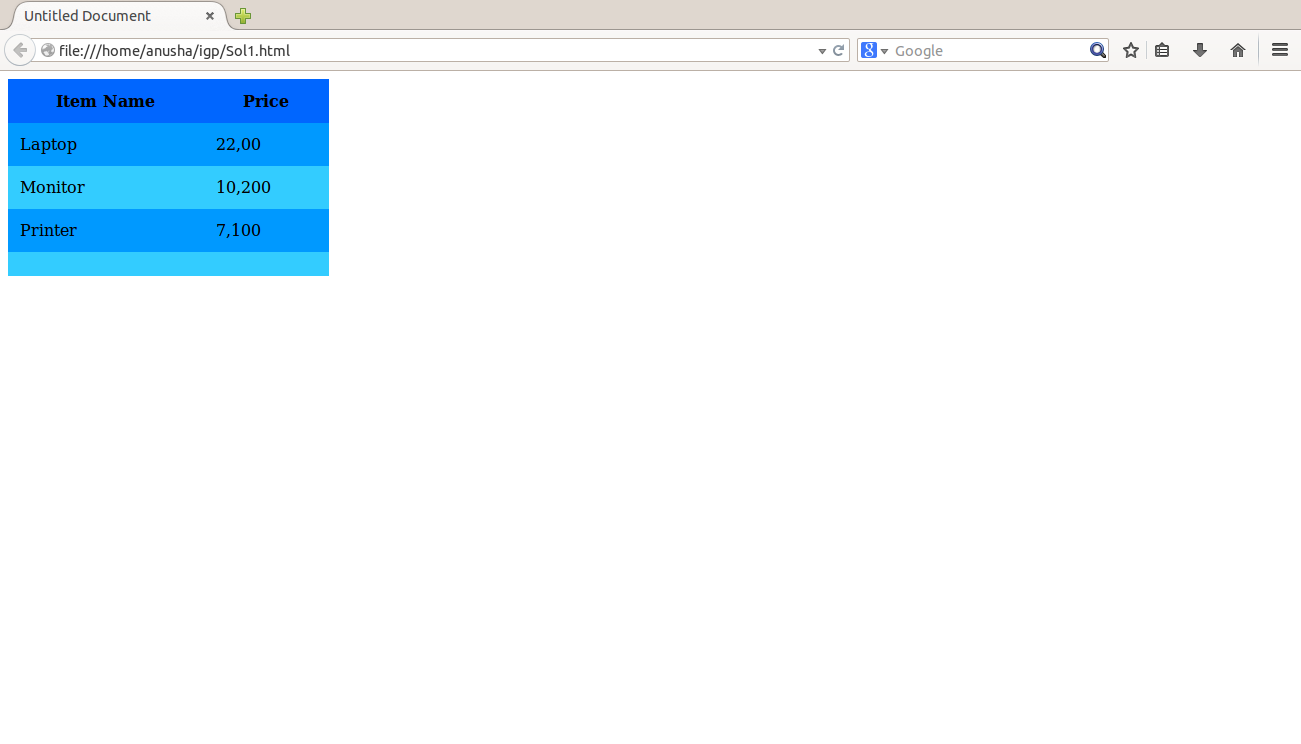 Untitled Document
file:///home/anusha/igp/Sol1.html
Google
Item Name Price
Laptop 22,00
Monitor 10,200
Printer 7,100